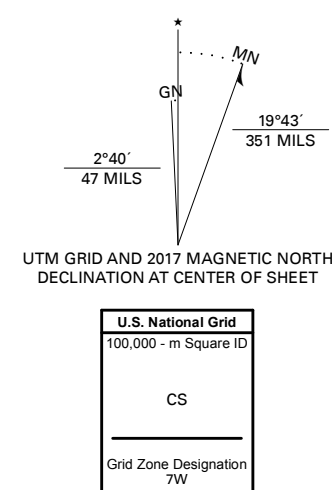 ★
MN
GN
19°43´
351 MILS
2°40´
47 MILS
UTM GRID AND 2017 MAGNETIC NORTH
DECLINATION AT CENTER OF SHEET
U.S. National Grid
100,000 - m Square ID
CS
Grid Zone Designation
7W